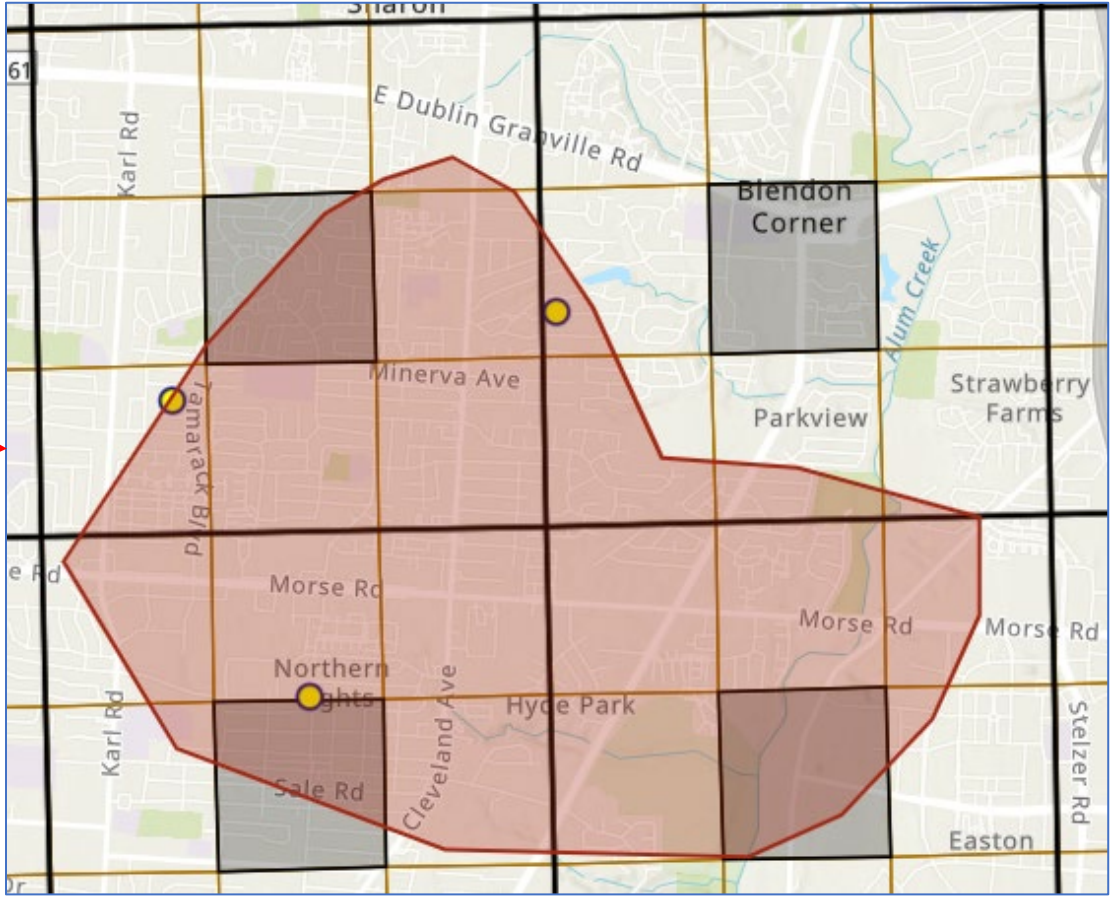 Sharon
61
E Dublin Granville Rd
Karl Rd
Blendon
Corner
Alum Creek
Minerva Ave
Strawberry
Farms
Tamarack Blvd
Parkview
e Rd
Morse Rd
Morse Rd
Morse Rd
Northern
ghts
Hyde Park
Karl Rd
Cleveland Ave
Stelzer Rd
Sale Rd
Easton
Dr